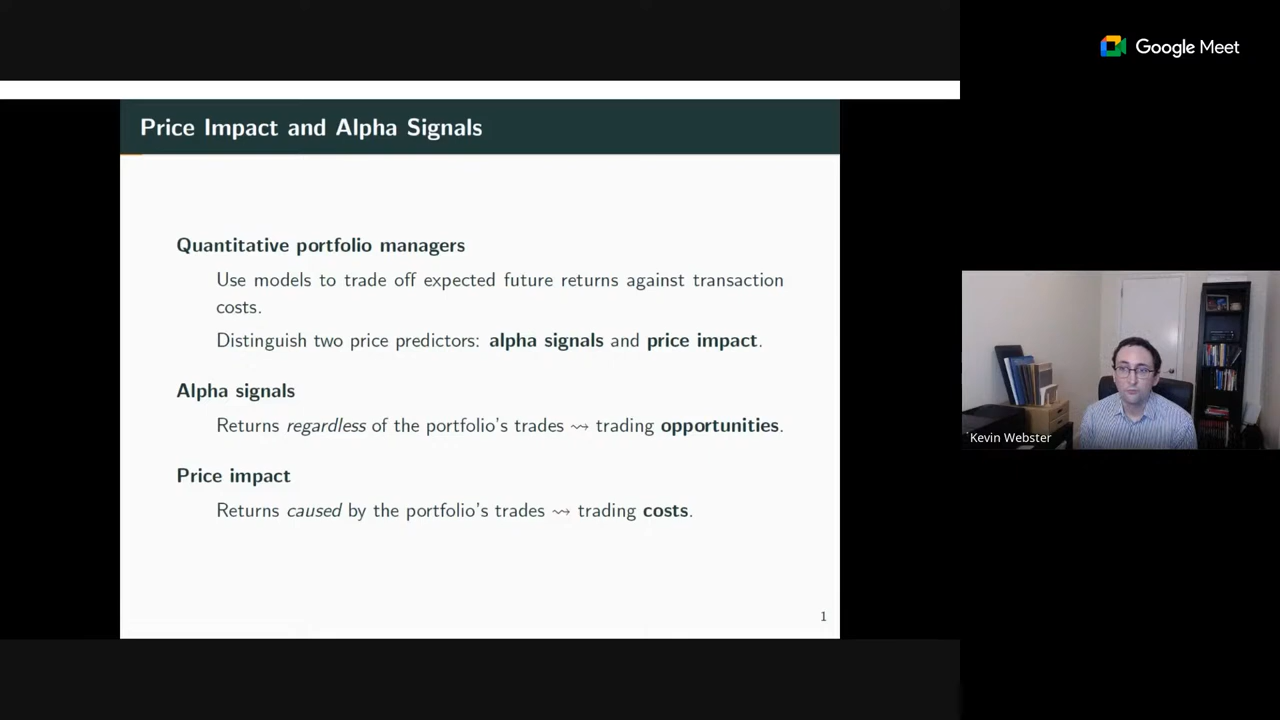 Google Meet
Price Impact and Alpha Signals
Quantitative portfolio managers
Use models to trade off expected future returns against transaction
costs.
Distinguish two price predictors: alpha signals and price impact.
Alpha signals
Returns regardless of the portfolio's trades ⇝ trading opportunities.
Price impact
Returns caused by the portfolio's trades ⇝ trading costs.
1
Kevin Webster